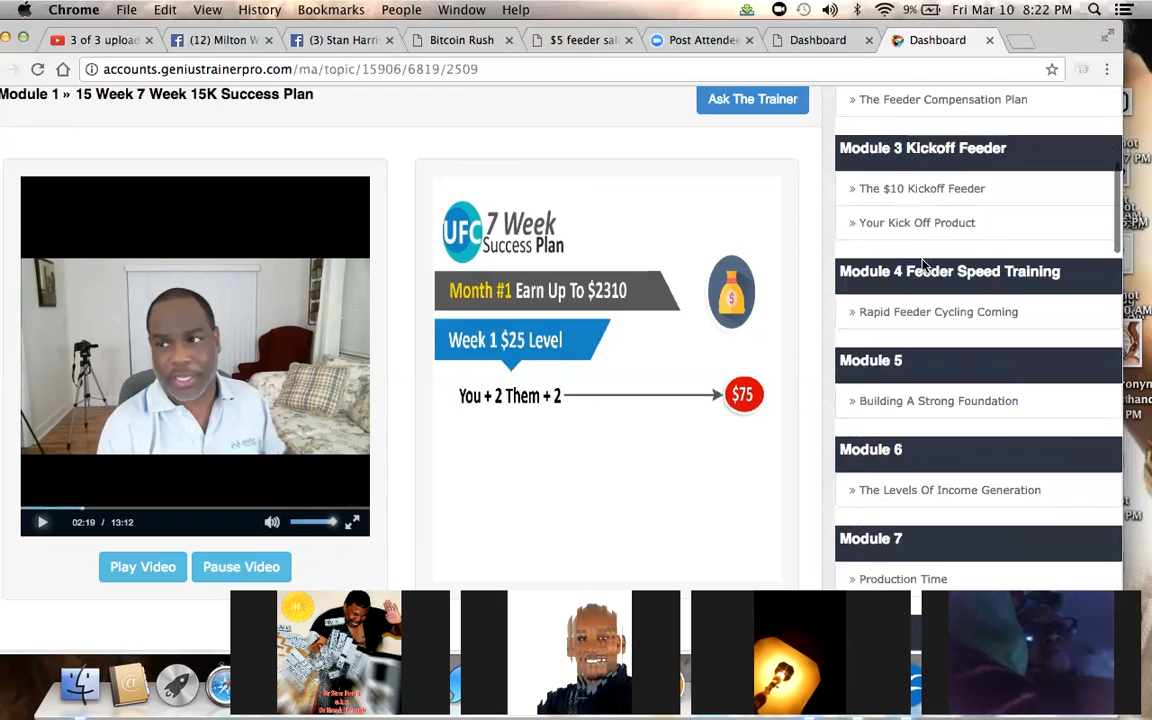 Chrome File Edit View History Bookmarks People Window Help 9% Fri Mar 10 8:22 PM
3 of 3 upload (12) Milton W (3) Stan Harri Bitcoin Rush $5 feeder sal Post Attendee Dashboard Dashboard
accounts.geniustrainerpro.com/ma/topic/15906/6819/2509
Module 1 » 15 Week 7 Week 15K Success Plan
Ask The Trainer
UFC 7 Week
Success Plan
Month #1 Earn Up To $2310
Week 1 $25 Level
You + 2 Them + 2 $75
02:19 / 13:12
Play Video Pause Video
» The Feeder Compensation Plan
Module 3 Kickoff Feeder
» The $10 Kickoff Feeder
» Your Kick Off Product
Module 4 Feeder Speed Training
» Rapid Feeder Cycling Coming
Module 5
» Building A Strong Foundation
Module 6
» The Levels Of Income Generation
Module 7
» Production Time